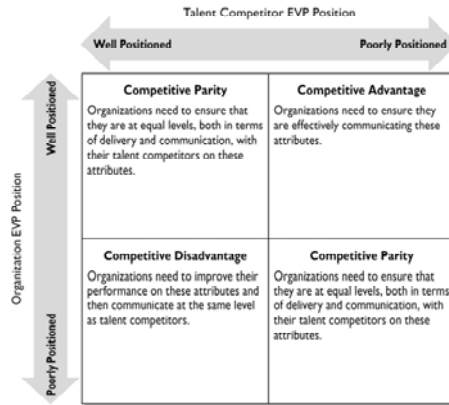 Talent Competitor EVP Position
Well Positioned
Poorly Positioned
Organization EVP Position
Well Positioned
Poorly Positioned
Competitive Parity
Organizations need to ensure that
they are at equal levels, both in terms
of delivery and communication, with
their talent competitors on these
attributes.
Competitive Advantage
Organizations need to ensure they
are effectively communicating these
attributes.
Competitive Disadvantage
Organizations need to improve their
performance on these attributes and
then communicate at the same level
as talent competitors.
Competitive Parity
Organizations need to ensure that
they are at equal levels, both in terms
of delivery and communication, with
their talent competitors on these
attributes.